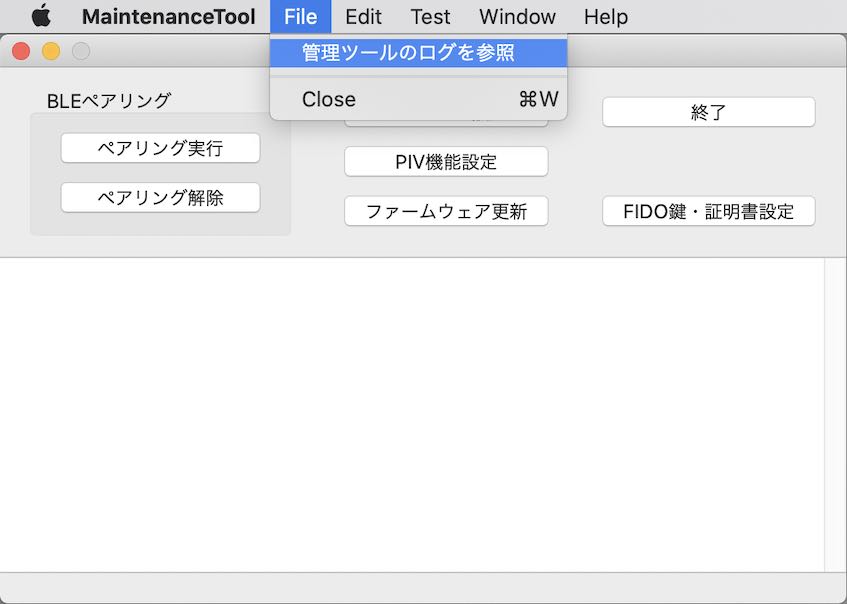 MaintenanceTool File Edit Test Window Help
管理ツールのログを参照
Close ⌘W
BLEペアリング
ペアリング実行
ペアリング解除
PIV機能設定
ファームウェア更新
終了
FIDO鍵・証明書設定